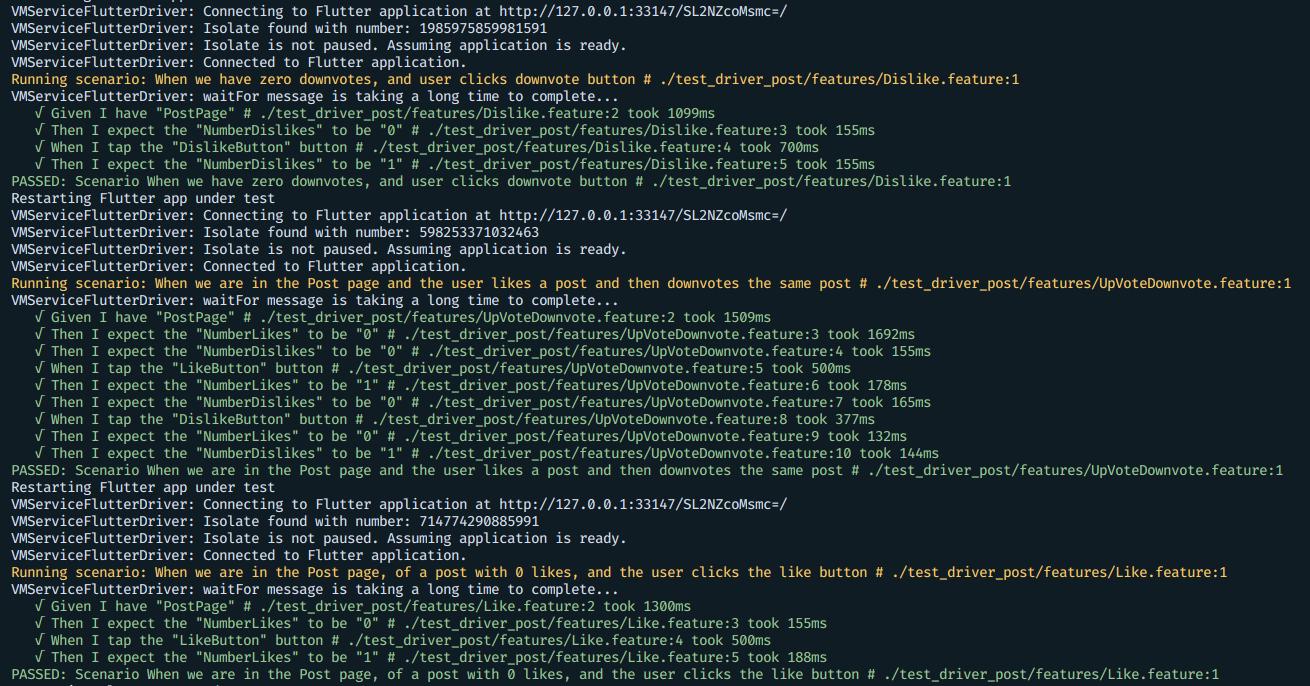 VMServiceFlutterDriver: Connecting to Flutter application at http://127.0.0.1:33147/SL2NZcoMsmc=/
VMServiceFlutterDriver: Isolate found with number: 1985975859981591
VMServiceFlutterDriver: Isolate is not paused. Assuming application is ready.
VMServiceFlutterDriver: Connected to Flutter application.
Running scenario: When we have zero downvotes, and user clicks downvote button # ./test_driver_post/features/Dislike.feature:1
VMServiceFlutterDriver: waitFor message is taking a long time to complete...
√ Given I have "PostPage" # ./test_driver_post/features/Dislike.feature:2 took 1099ms
√ Then I expect the "NumberDislikes" to be "0" # ./test_driver_post/features/Dislike.feature:3 took 155ms
√ When I tap the "DislikeButton" button # ./test_driver_post/features/Dislike.feature:4 took 700ms
√ Then I expect the "NumberDislikes" to be "1" # ./test_driver_post/features/Dislike.feature:5 took 155ms
PASSED: Scenario When we have zero downvotes, and user clicks downvote button # ./test_driver_post/features/Dislike.feature:1
Restarting Flutter app under test
VMServiceFlutterDriver: Connecting to Flutter application at http://127.0.0.1:33147/SL2NZcoMsmc=/
VMServiceFlutterDriver: Isolate found with number: 598253371032463
VMServiceFlutterDriver: Isolate is not paused. Assuming application is ready.
VMServiceFlutterDriver: Connected to Flutter application.
Running scenario: When we are in the Post page and the user likes a post and then downvotes the same post # ./test_driver_post/features/UpVoteDownvote.feature:1
VMServiceFlutterDriver: waitFor message is taking a long time to complete...
√ Given I have "PostPage" # ./test_driver_post/features/UpVoteDownvote.feature:2 took 1509ms
√ Then I expect the "NumberLikes" to be "0" # ./test_driver_post/features/UpVoteDownvote.feature:3 took 1692ms
√ Then I expect the "NumberDislikes" to be "0" # ./test_driver_post/features/UpVoteDownvote.feature:4 took 155ms
√ When I tap the "LikeButton" button # ./test_driver_post/features/UpVoteDownvote.feature:5 took 500ms
√ Then I expect the "NumberLikes" to be "1" # ./test_driver_post/features/UpVoteDownvote.feature:6 took 178ms
√ Then I expect the "NumberDislikes" to be "0" # ./test_driver_post/features/UpVoteDownvote.feature:7 took 165ms
√ When I tap the "DislikeButton" button # ./test_driver_post/features/UpVoteDownvote.feature:8 took 377ms
√ Then I expect the "NumberLikes" to be "0" # ./test_driver_post/features/UpVoteDownvote.feature:9 took 132ms
√ Then I expect the "NumberDislikes" to be "1" # ./test_driver_post/features/UpVoteDownvote.feature:10 took 144ms
PASSED: Scenario When we are in the Post page and the user likes a post and then downvotes the same post # ./test_driver_post/features/UpVoteDownvote.feature:1
Restarting Flutter app under test
VMServiceFlutterDriver: Connecting to Flutter application at http://127.0.0.1:33147/SL2NZcoMsmc=/
VMServiceFlutterDriver: Isolate found with number: 714774290885991
VMServiceFlutterDriver: Isolate is not paused. Assuming application is ready.
VMServiceFlutterDriver: Connected to Flutter application.
Running scenario: When we are in the Post page, of a post with 0 likes, and the user clicks the like button # ./test_driver_post/features/Like.feature:1
VMServiceFlutterDriver: waitFor message is taking a long time to complete...
√ Given I have "PostPage" # ./test_driver_post/features/Like.feature:2 took 1300ms
√ Then I expect the "NumberLikes" to be "0" # ./test_driver_post/features/Like.feature:3 took 155ms
√ When I tap the "LikeButton" button # ./test_driver_post/features/Like.feature:4 took 500ms
√ Then I expect the "NumberLikes" to be "1" # ./test_driver_post/features/Like.feature:5 took 188ms
PASSED: Scenario When we are in the Post page, of a post with 0 likes, and the user clicks the like button # ./test_driver_post/features/Like.feature:1